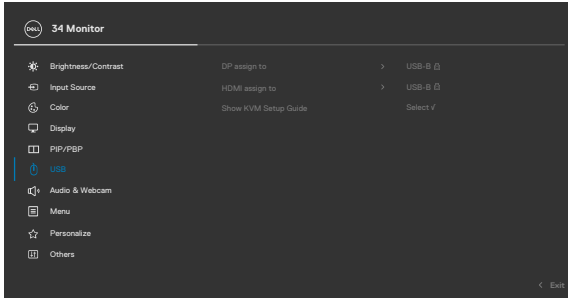 DELL 34 Monitor
Brightness/Contrast DP assign to > USB-B
Input Source HDMI assign to > USB-B
Color Show KVM Setup Guide Select √
Display
PIP/PBP
USB
Audio & Webcam
Menu
Personalize
Others
< Exit